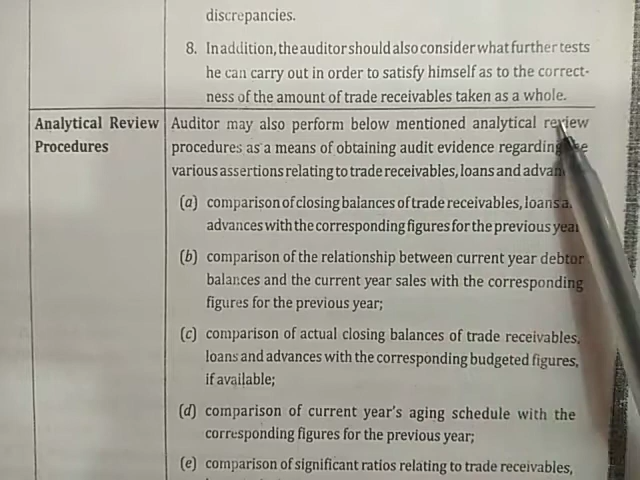 discrepancies.
8. In addition, the auditor should also consider what further tests
he can carry out in order to satisfy himself as to the correct-
ness of the amount of trade receivables taken as a whole.
Analytical Review
Procedures
Auditor may also perform below mentioned analytical review
procedures as a means of obtaining audit evidence regarding
various assertions relating to trade receivables, loans and
(a) comparison of closing balances of trade receivables, loans
advances with the corresponding figures for the previous year
(b) comparison of the relationship between current year debtor
balances and the current year sales with the corresponding
figures for the previous year;
(c) comparison of actual closing balances of trade receivables,
loans and advances with the corresponding budgeted figures,
if available;
(d) comparison of current year's aging schedule with the
corresponding figures for the previous year;
(e) comparison of significant ratios relating to trade receivables,